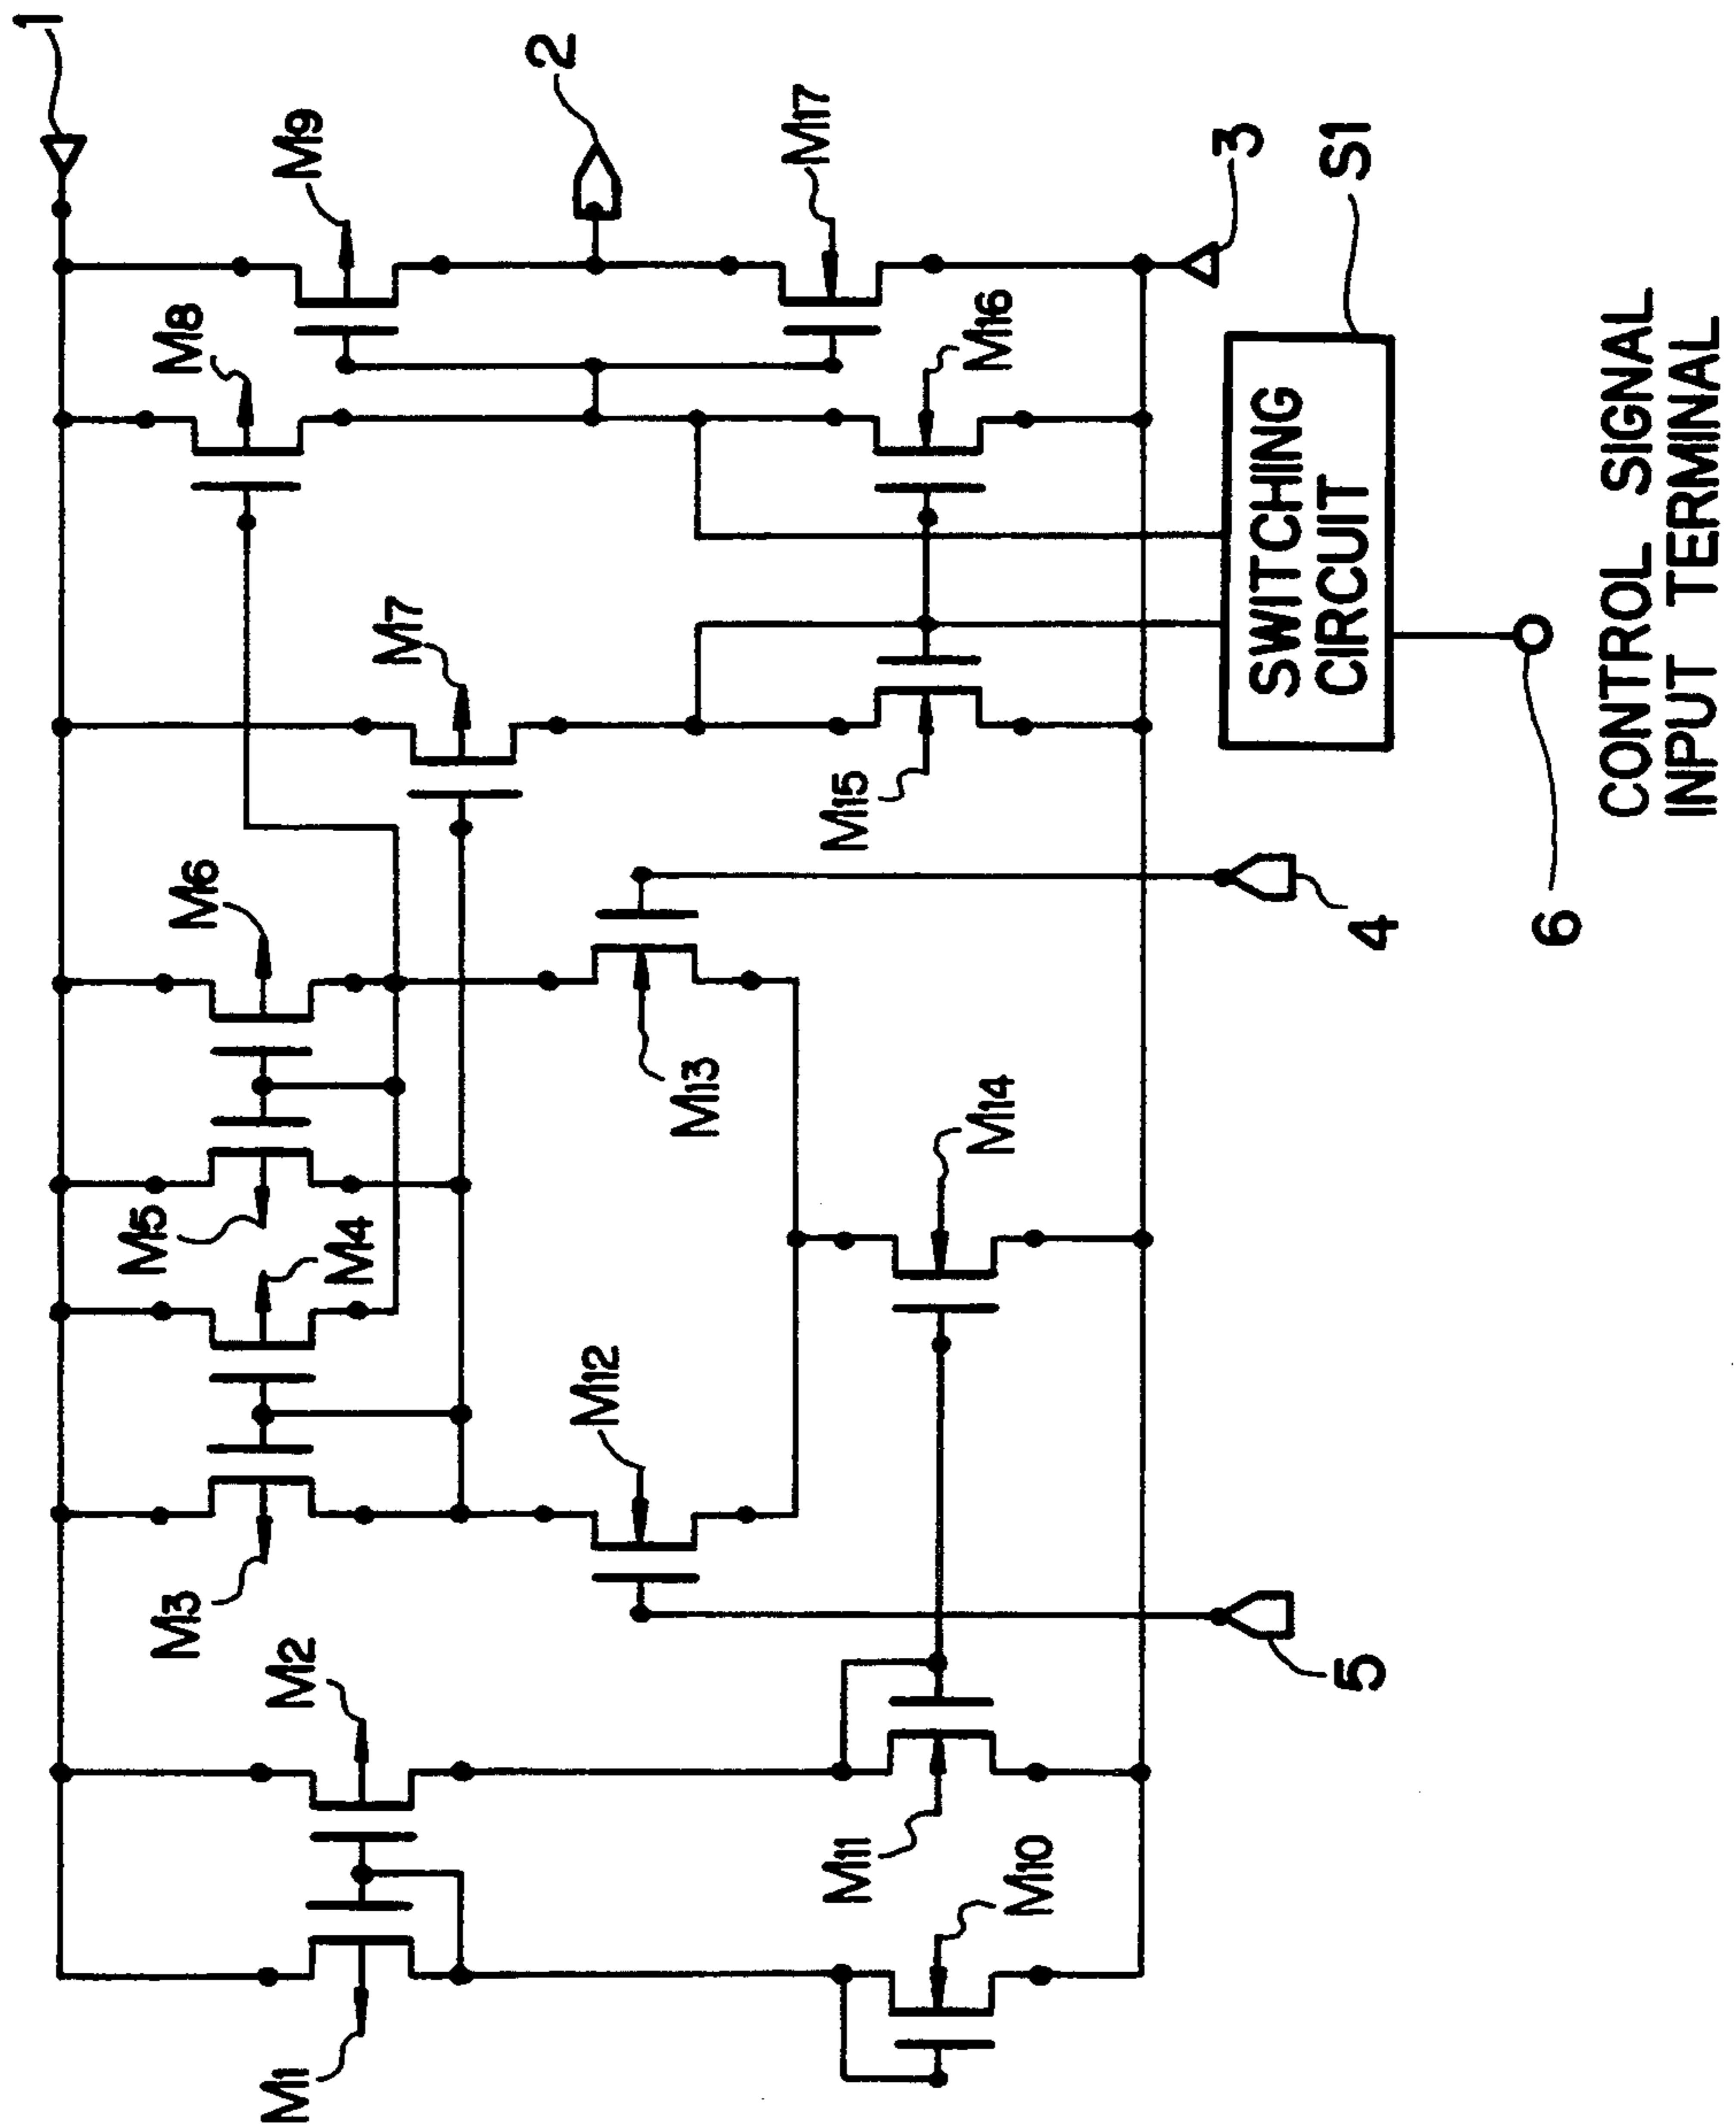 1
2
M9
M17
3
S1
M8
M16
SWITCHING
CIRCUIT
CONTROL SIGNAL
INPUT TERMINAL
M7
M15
M6
4
6
M13
M14
M5
M4
M12
M3
M2
5
M11
M10
M1